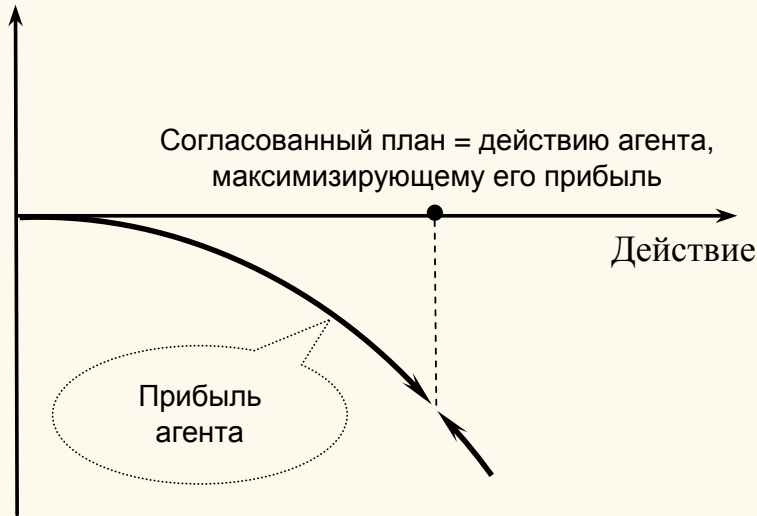 Согласованный план = действию агента,
максимизирующему его прибыль
Действие
Прибыль
агента